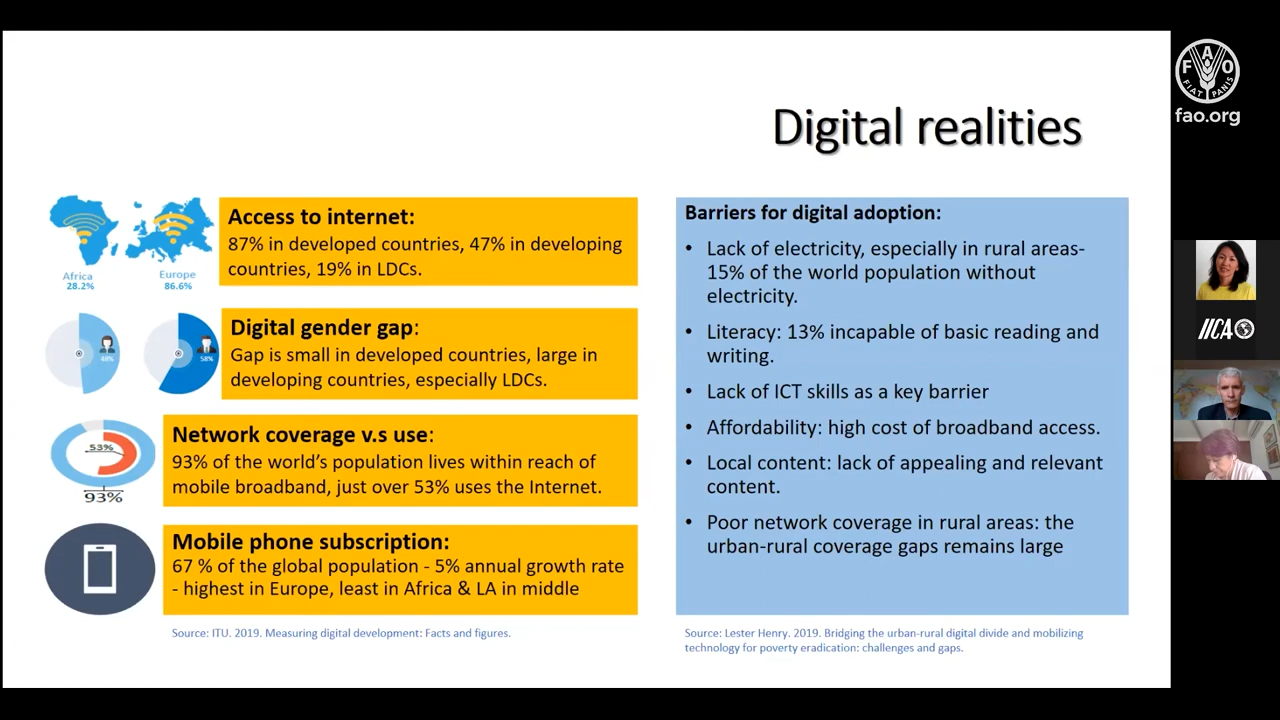 Digital realities
Africa
28.2%
Europe
86.6%
Access to internet:
87% in developed countries, 47% in developing
countries, 19% in LDCs.
48%
58%
Digital gender gap:
Gap is small in developed countries, large in
developing countries, especially LDCs.
53%
93%
Network coverage v.s use:
93% of the world's population lives within reach of
mobile broadband, just over 53% uses the Internet.
Mobile phone subscription:
67 % of the global population - 5% annual growth rate
- highest in Europe, least in Africa & LA in middle
Source: ITU. 2019. Measuring digital development: Facts and figures.
Barriers for digital adoption:
• Lack of electricity, especially in rural areas-
15% of the world population without
electricity.
• Literacy: 13% incapable of basic reading and
writing.
• Lack of ICT skills as a key barrier
• Affordability: high cost of broadband access.
• Local content: lack of appealing and relevant
content.
• Poor network coverage in rural areas: the
urban-rural coverage gaps remains large
Source: Lester Henry. 2019. Bridging the urban-rural digital divide and mobilizing
technology for poverty eradication: challenges and gaps.
FAO
FIAT PANIS
fao.org
IICA